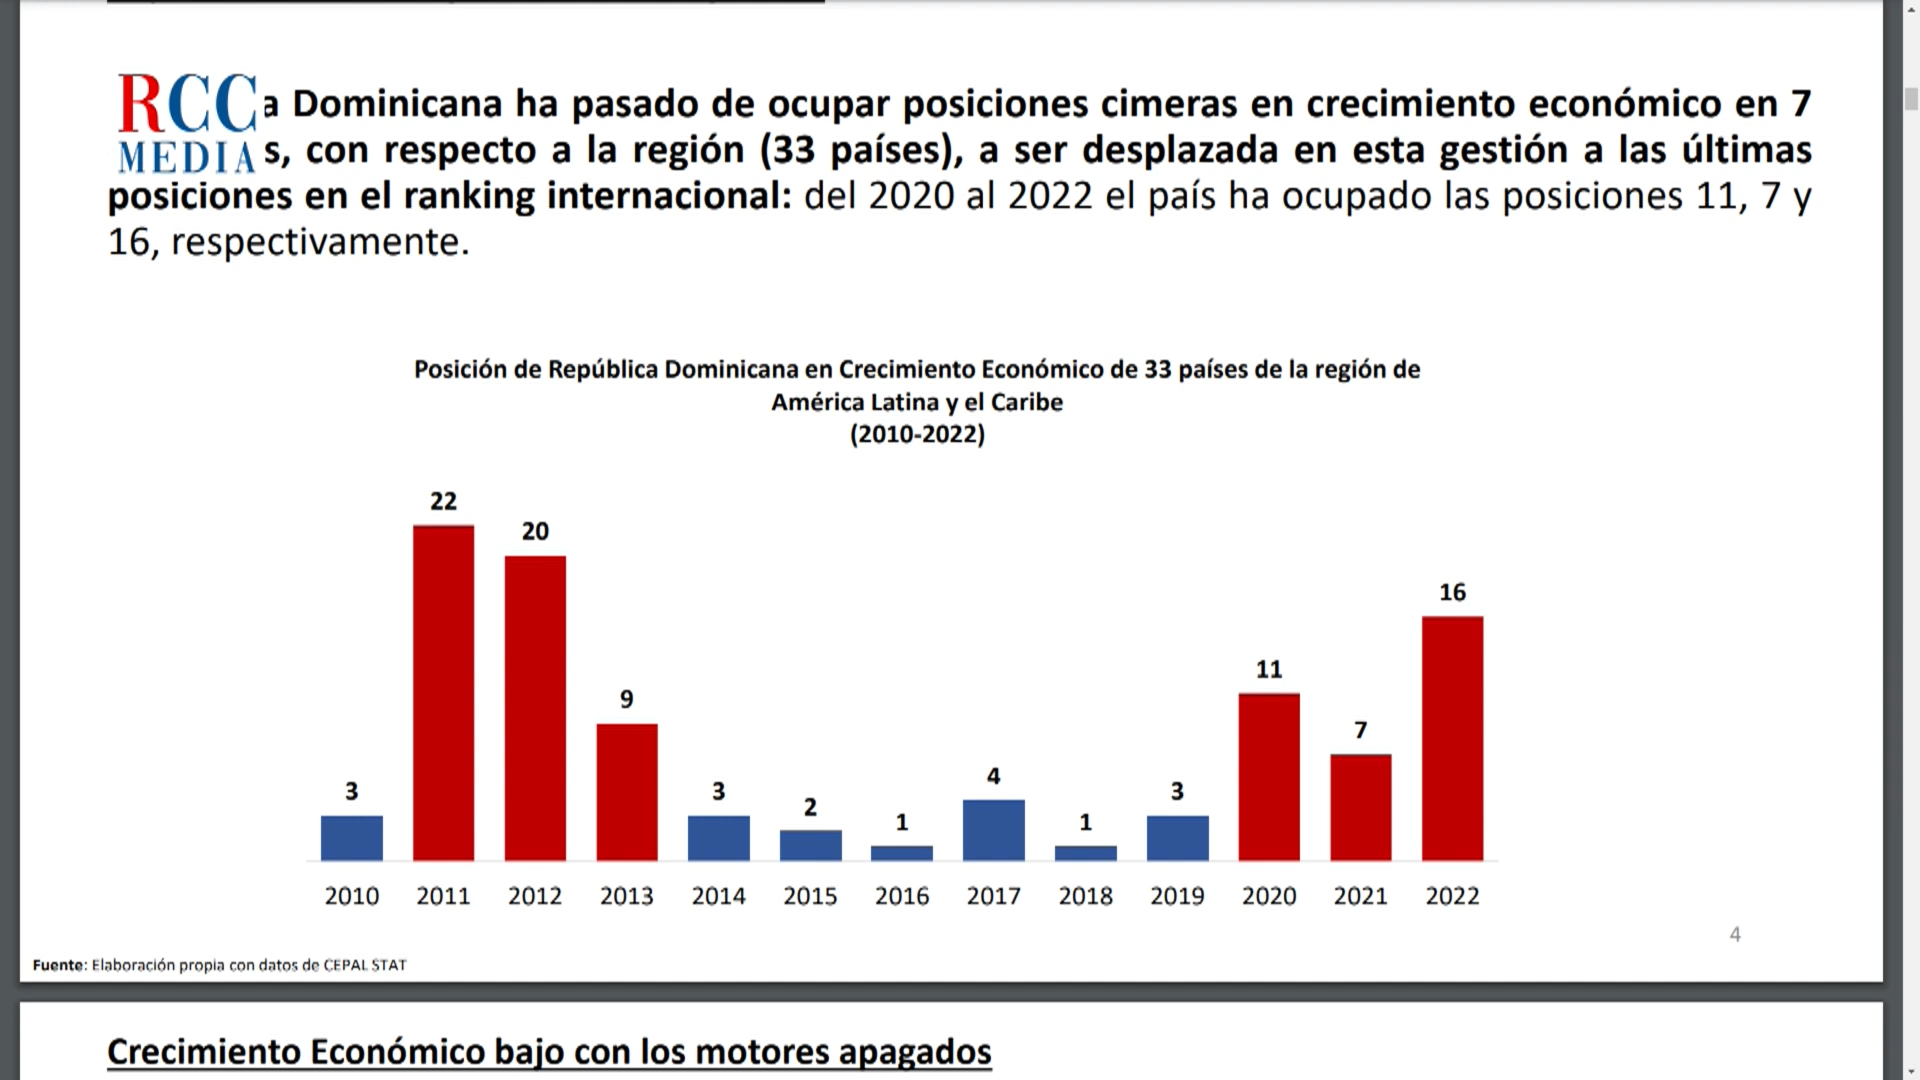 RCC
MEDIA
a Dominicana ha pasado de ocupar posiciones cimeras en crecimiento económico en 7
s, con respecto a la región (33 países), a ser desplazada en esta gestión a las últimas
posiciones en el ranking internacional: del 2020 al 2022 el país ha ocupado las posiciones 11, 7 y
16, respectivamente.
Posición de República Dominicana en Crecimiento Económico de 33 países de la región de
América Latina y el Caribe
(2010-2022)
3 22 20 9 3 2 1 4 1 3 11 7 16
2010 2011 2012 2013 2014 2015 2016 2017 2018 2019 2020 2021 2022
4
Fuente: Elaboración propia con datos de CEPAL STAT
Crecimiento Económico bajo con los motores apagados